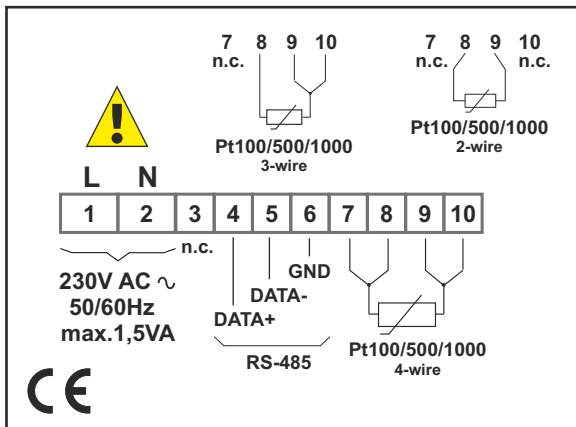 7 8 9 10
n.c.
Pt100/500/1000
3-wire
7 8 9 10
n.c. n.c.
Pt100/500/1000
2-wire
L N
1 2 3 4 5 6 7 8 9 10
n.c.
230V AC ∿
50/60Hz
max.1,5VA
GND
DATA-
DATA+
RS-485
Pt100/500/1000
4-wire
CE